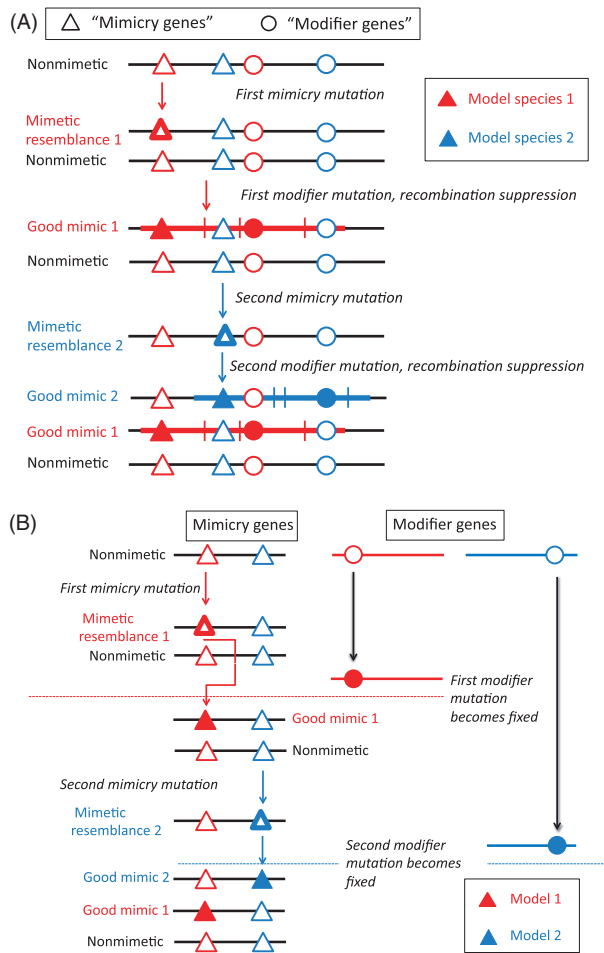 (A)
“Mimicry genes”
“Modifier genes”
Nonmimetic
First mimicry mutation
Model species 1
Model species 2
Mimetic
resemblance 1
Nonmimetic
First modifier mutation, recombination suppression
Good mimic 1
Nonmimetic
Second mimicry mutation
Mimetic
resemblance 2
Second modifier mutation, recombination suppression
Good mimic 2
Good mimic 1
Nonmimetic
(B)
Mimicry genes
Modifier genes
Nonmimetic
First mimicry mutation
Mimetic
resemblance 1
Nonmimetic
First modifier
mutation
becomes fixed
Good mimic 1
Nonmimetic
Second mimicry mutation
Mimetic
resemblance 2
Second modifier
mutation becomes
fixed
Good mimic 2
Good mimic 1
Nonmimetic
Model 1
Model 2